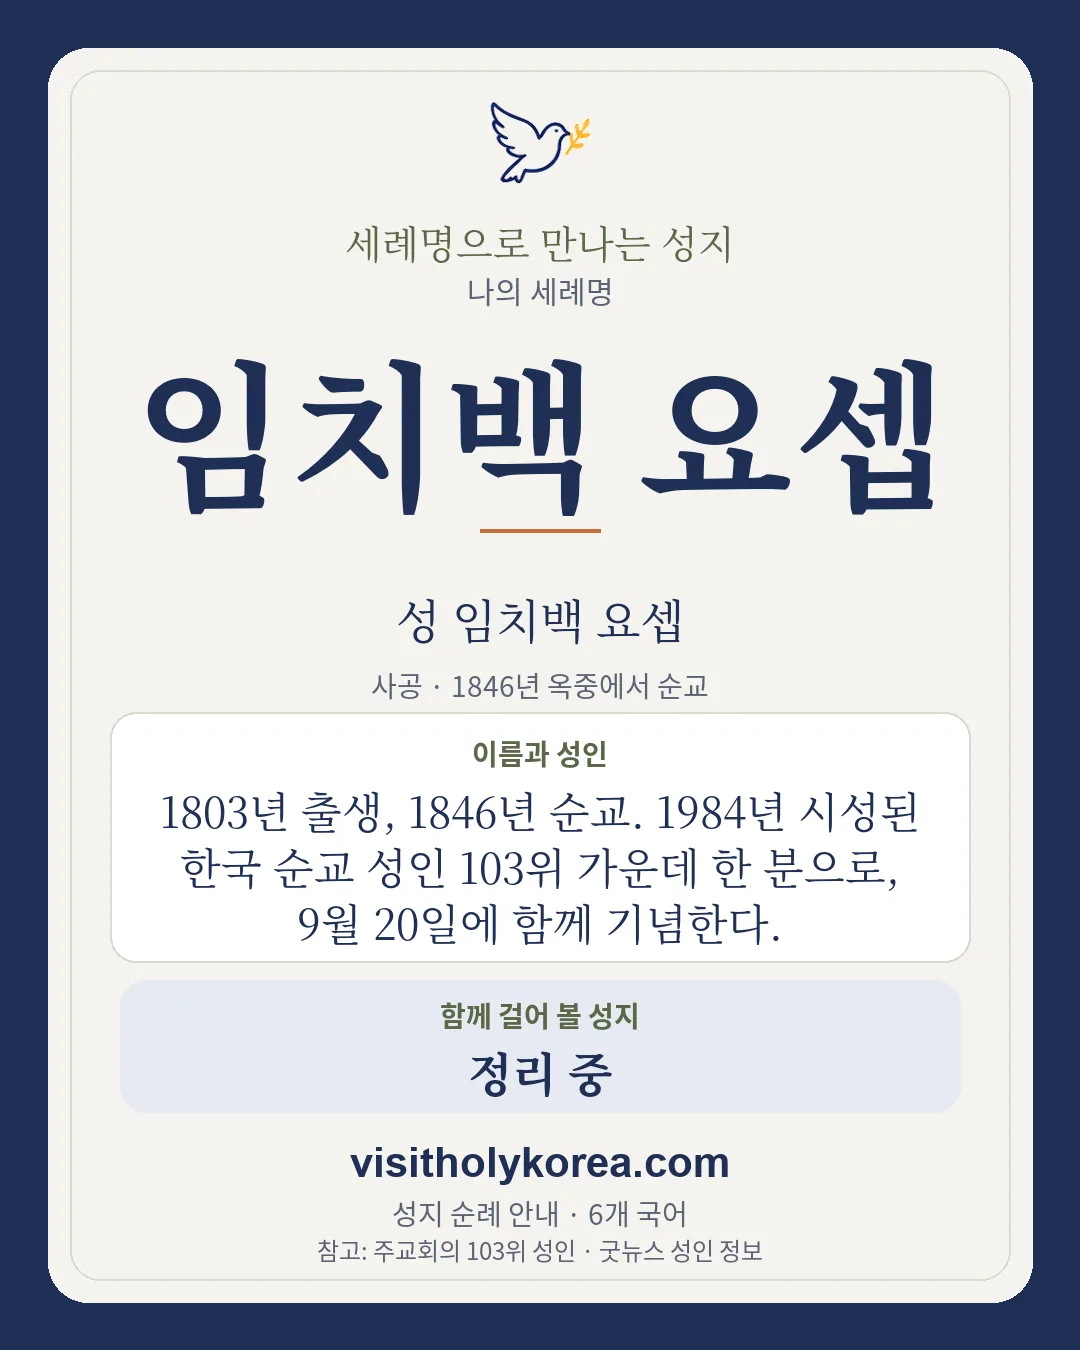 세례명으로 만나는 성지
나의 세례명
임치백 요셉
성 임치백 요셉
사공 · 1846년 옥중에서 순교
이름과 성인
1803년 출생, 1846년 순교. 1984년 시성된
한국 순교 성인 103위 가운데 한 분으로,
9월 20일에 함께 기념한다.
함께 걸어 볼 성지
정리 중
visitholykorea.com
성지 순례 안내 · 6개 국어
참고: 주교회의 103위 성인 · 굿뉴스 성인 정보